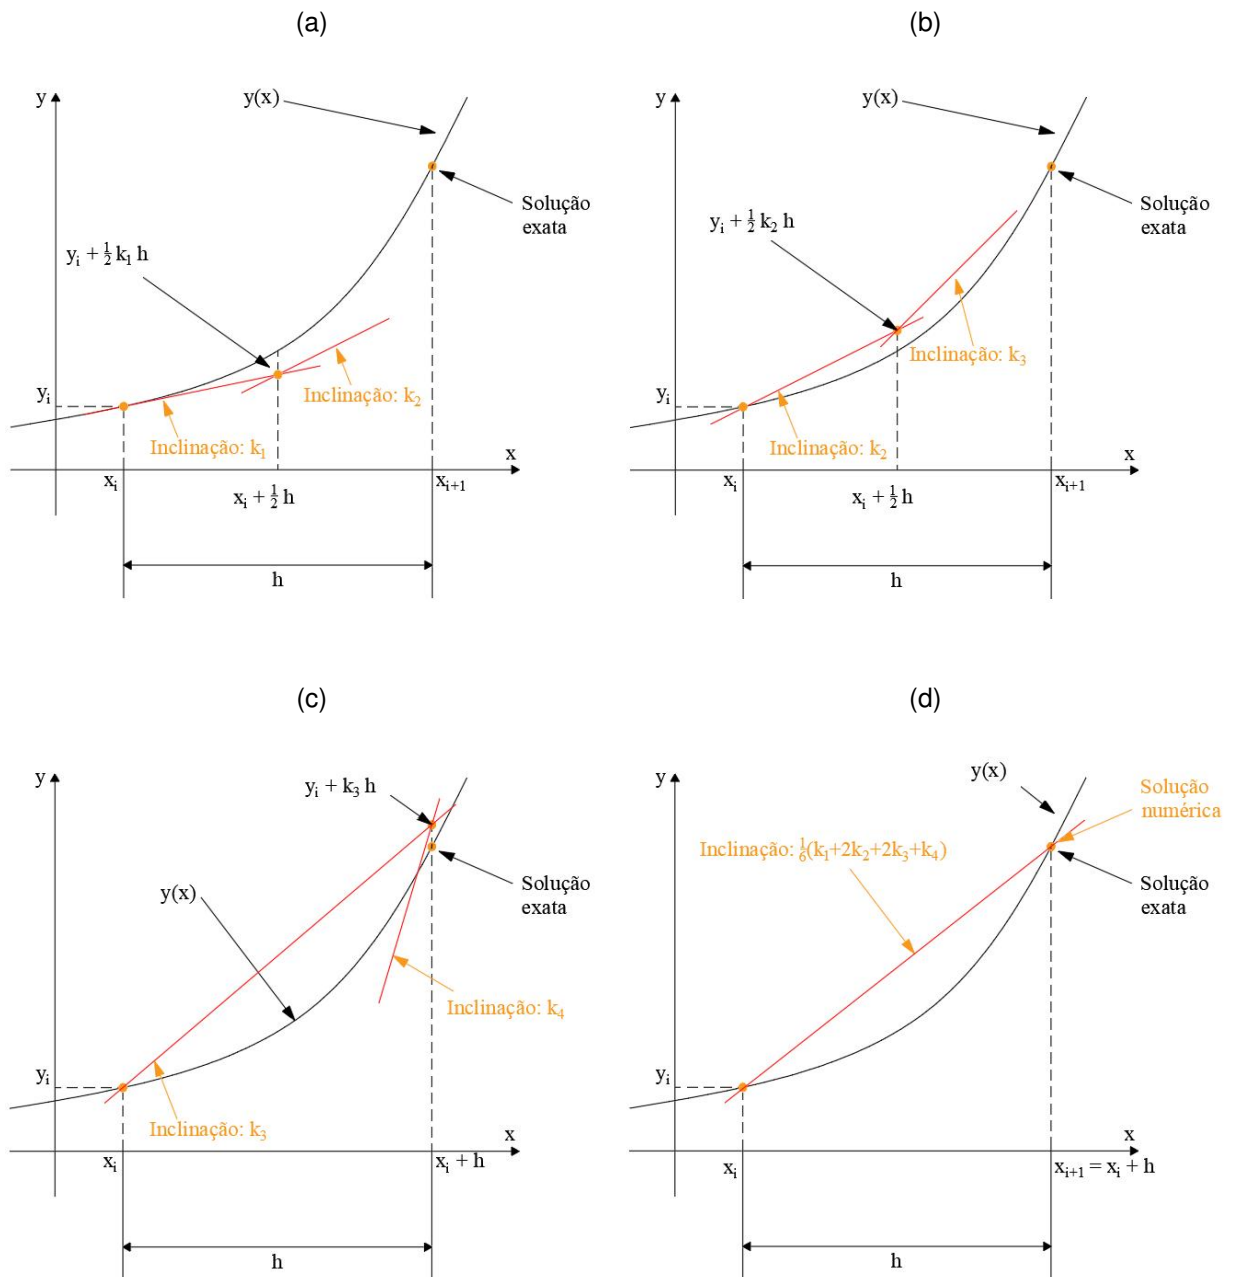 (a)
y
y(x)
Solução
exata
yᵢ + ½ k₁ h
yᵢ
Inclinação: k₂
Inclinação: k₁
x
xᵢ
xᵢ + ½ h
xᵢ₊₁
h
(b)
y
y(x)
Solução
exata
yᵢ + ½ k₂ h
Inclinação: k₃
yᵢ
Inclinação: k₂
x
xᵢ
xᵢ + ½ h
xᵢ₊₁
h
(c)
y
yᵢ + k₃ h
y(x)
Solução
exata
Inclinação: k₄
yᵢ
Inclinação: k₃
x
xᵢ
xᵢ + h
h
(d)
y
y(x)
Solução
numérica
Inclinação: ⅙(k₁+2k₂+2k₃+k₄)
Solução
exata
yᵢ
x
xᵢ
xᵢ₊₁ = xᵢ + h
h